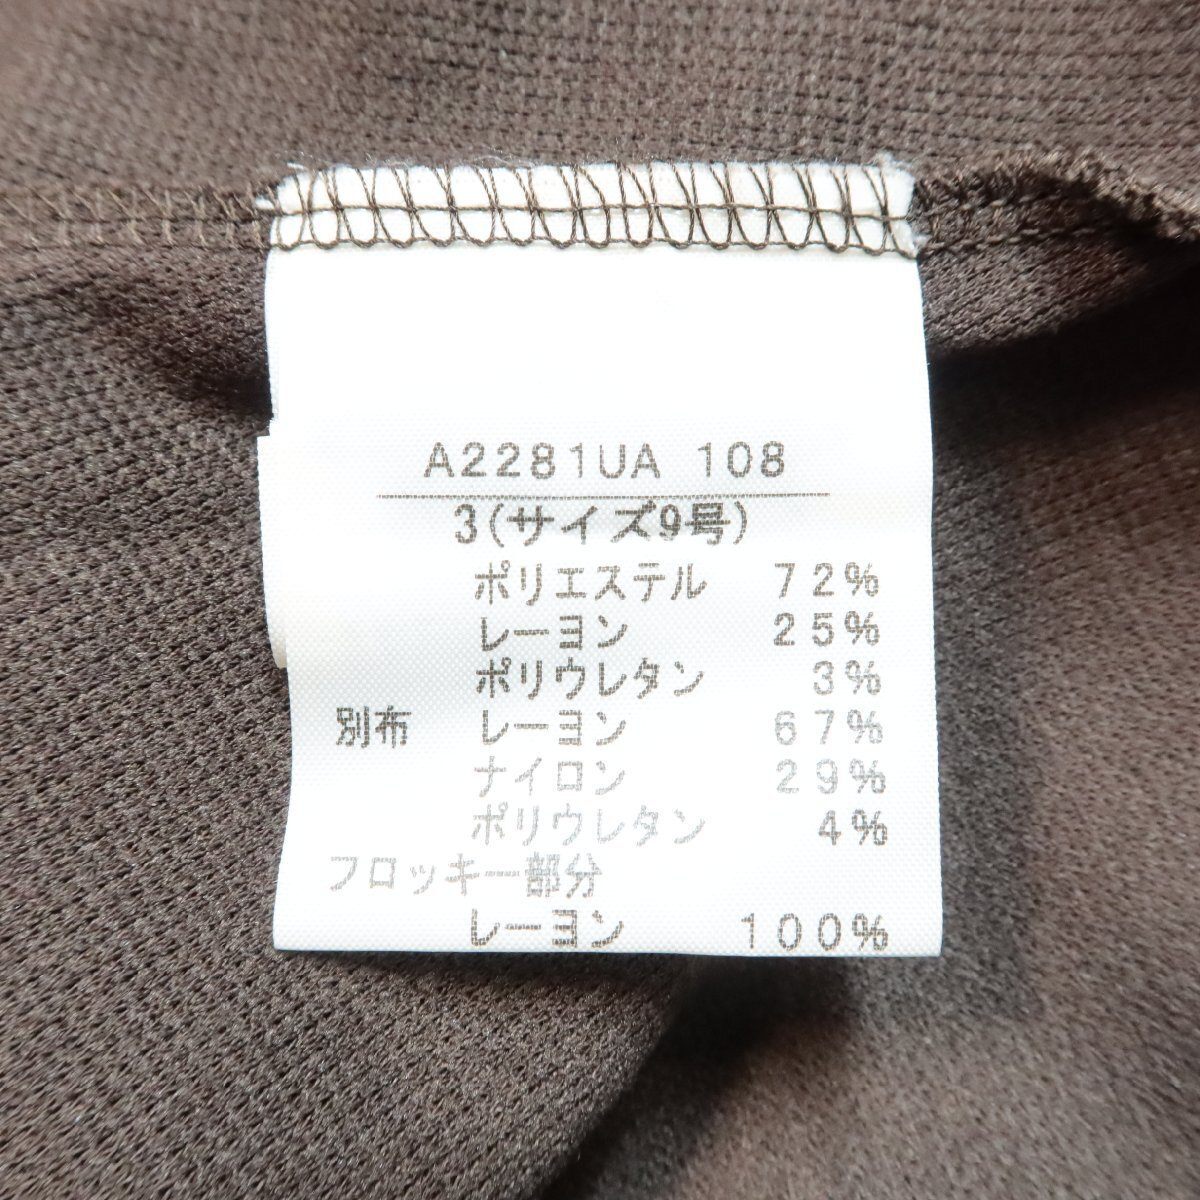 A2281UA 108
3(サイズ9号)
ポリエステル 72%
レーヨン 25%
ポリウレタン 3%
別布 レーヨン 67%
ナイロン 29%
ポリウレタン 4%
フロッキー部分
レーヨン 100%